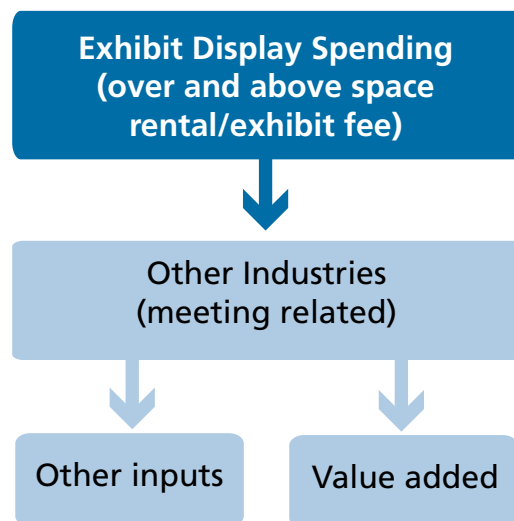 Exhibit Display Spending
(over and above space
rental/exhibit fee)
Other Industries
(meeting related)
Other inputs
Value added